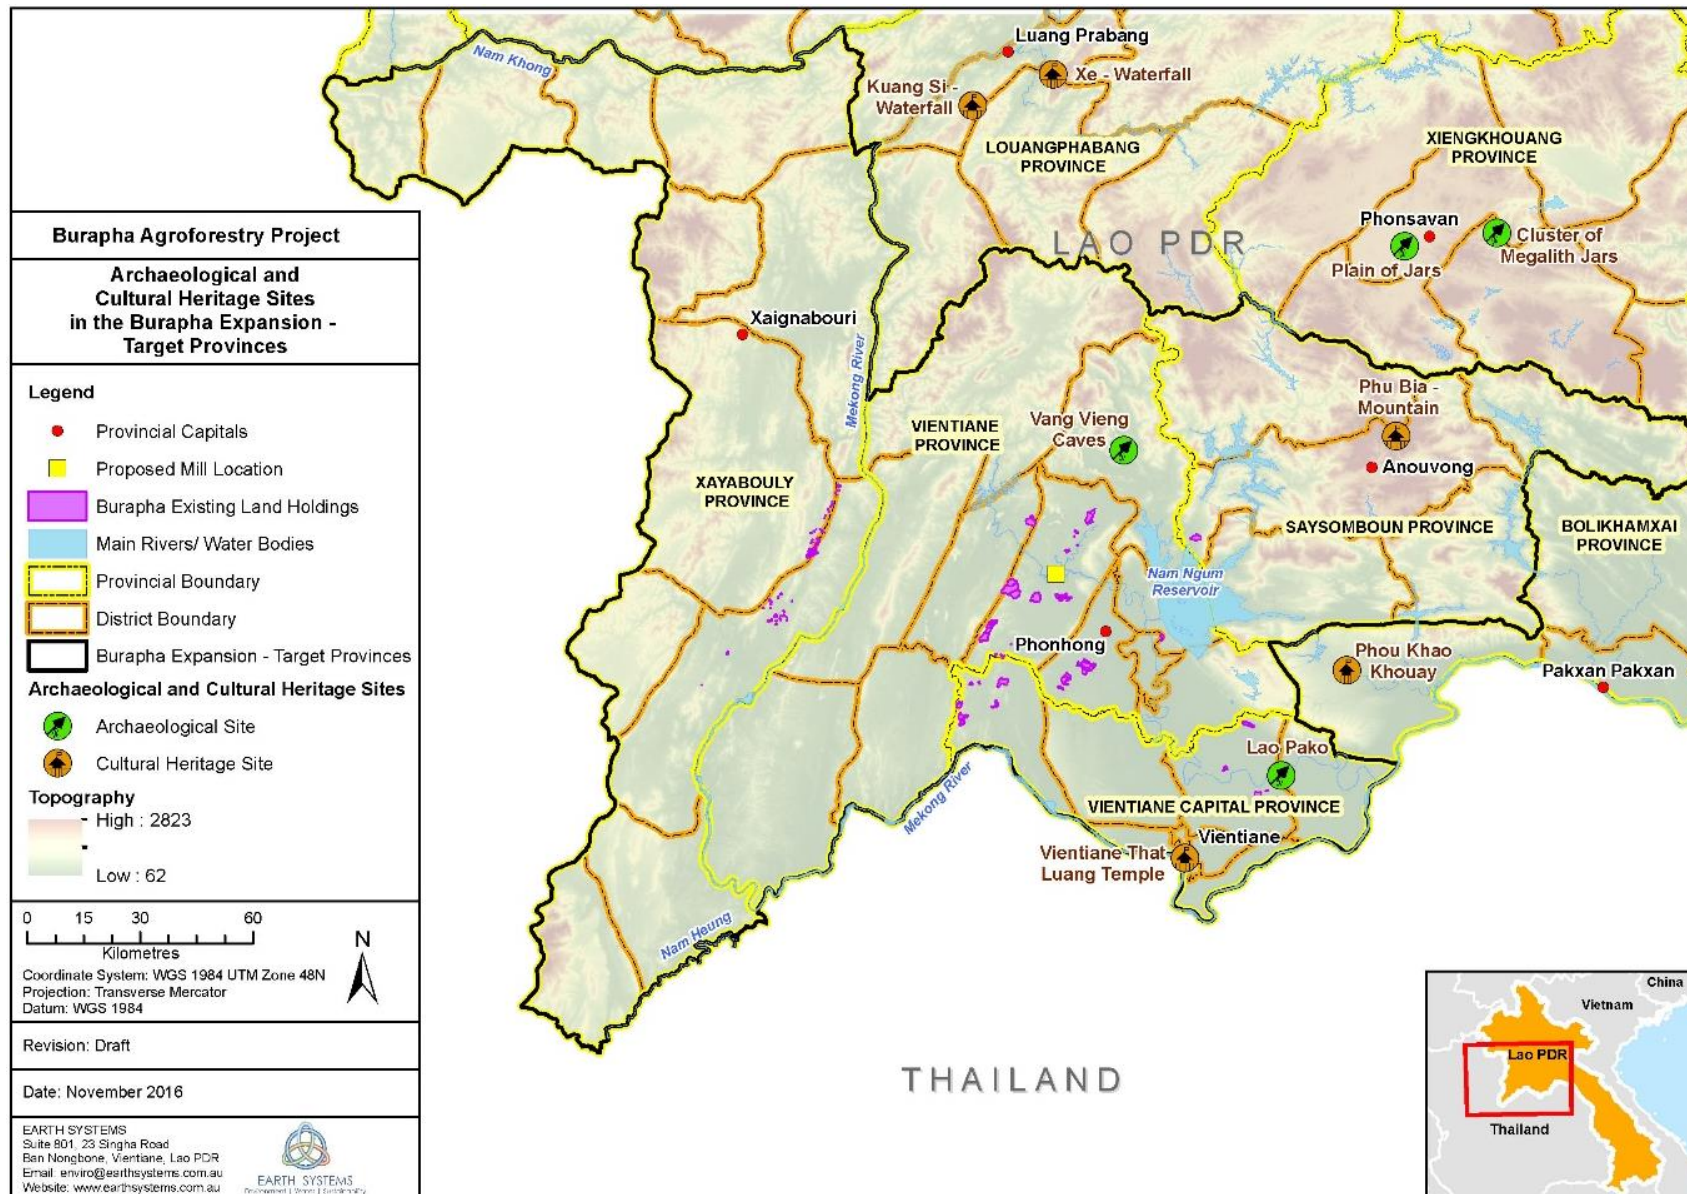 Burapha Agroforestry Project
Archaeological and
Cultural Heritage Sites
in the Burapha Expansion -
Target Provinces
Legend
Provincial Capitals
Proposed Mill Location
Burapha Existing Land Holdings
Main Rivers/ Water Bodies
Provincial Boundary
District Boundary
Burapha Expansion - Target Provinces
Archaeological and Cultural Heritage Sites
Archaeological Site
Cultural Heritage Site
Topography
High : 2823
Low : 62
0 15 30 60
Kilometres
N
Coordinate System: WGS 1984 UTM Zone 48N
Projection: Transverse Mercator
Datum: WGS 1984
Revision: Draft
Date: November 2016
EARTH SYSTEMS
Suite 801, 23 Singha Road
Ban Nongbone, Vientiane, Lao PDR
Email: enviro@earthsystems.com.au
Website: www.earthsystems.com.au
EARTH SYSTEMS
Environment | Water | Sustainability
Nam Khong
Luang Prabang
Xe - Waterfall
Kuang Si -
Waterfall
LOUANGPHABANG
PROVINCE
XIENGKHOUANG
PROVINCE
Phonsavan
Plain of Jars
Cluster of
Megalith Jars
LAO PDR
Xaignabouri
Mekong River
Phu Bia -
Mountain
Vang Vieng
Caves
VIENTIANE
PROVINCE
Anouvong
XAYABOULY
PROVINCE
SAYSOMBOUN PROVINCE
BOLIKHAMXAI
PROVINCE
Nam Ngum
Reservoir
Phonhong
Phou Khao
Khouay
Pakxan Pakxan
Lao Pako
Mekong River
VIENTIANE CAPITAL PROVINCE
Vientiane
Vientiane That
Luang Temple
Nam Heung
THAILAND
China
Vietnam
Lao PDR
Thailand